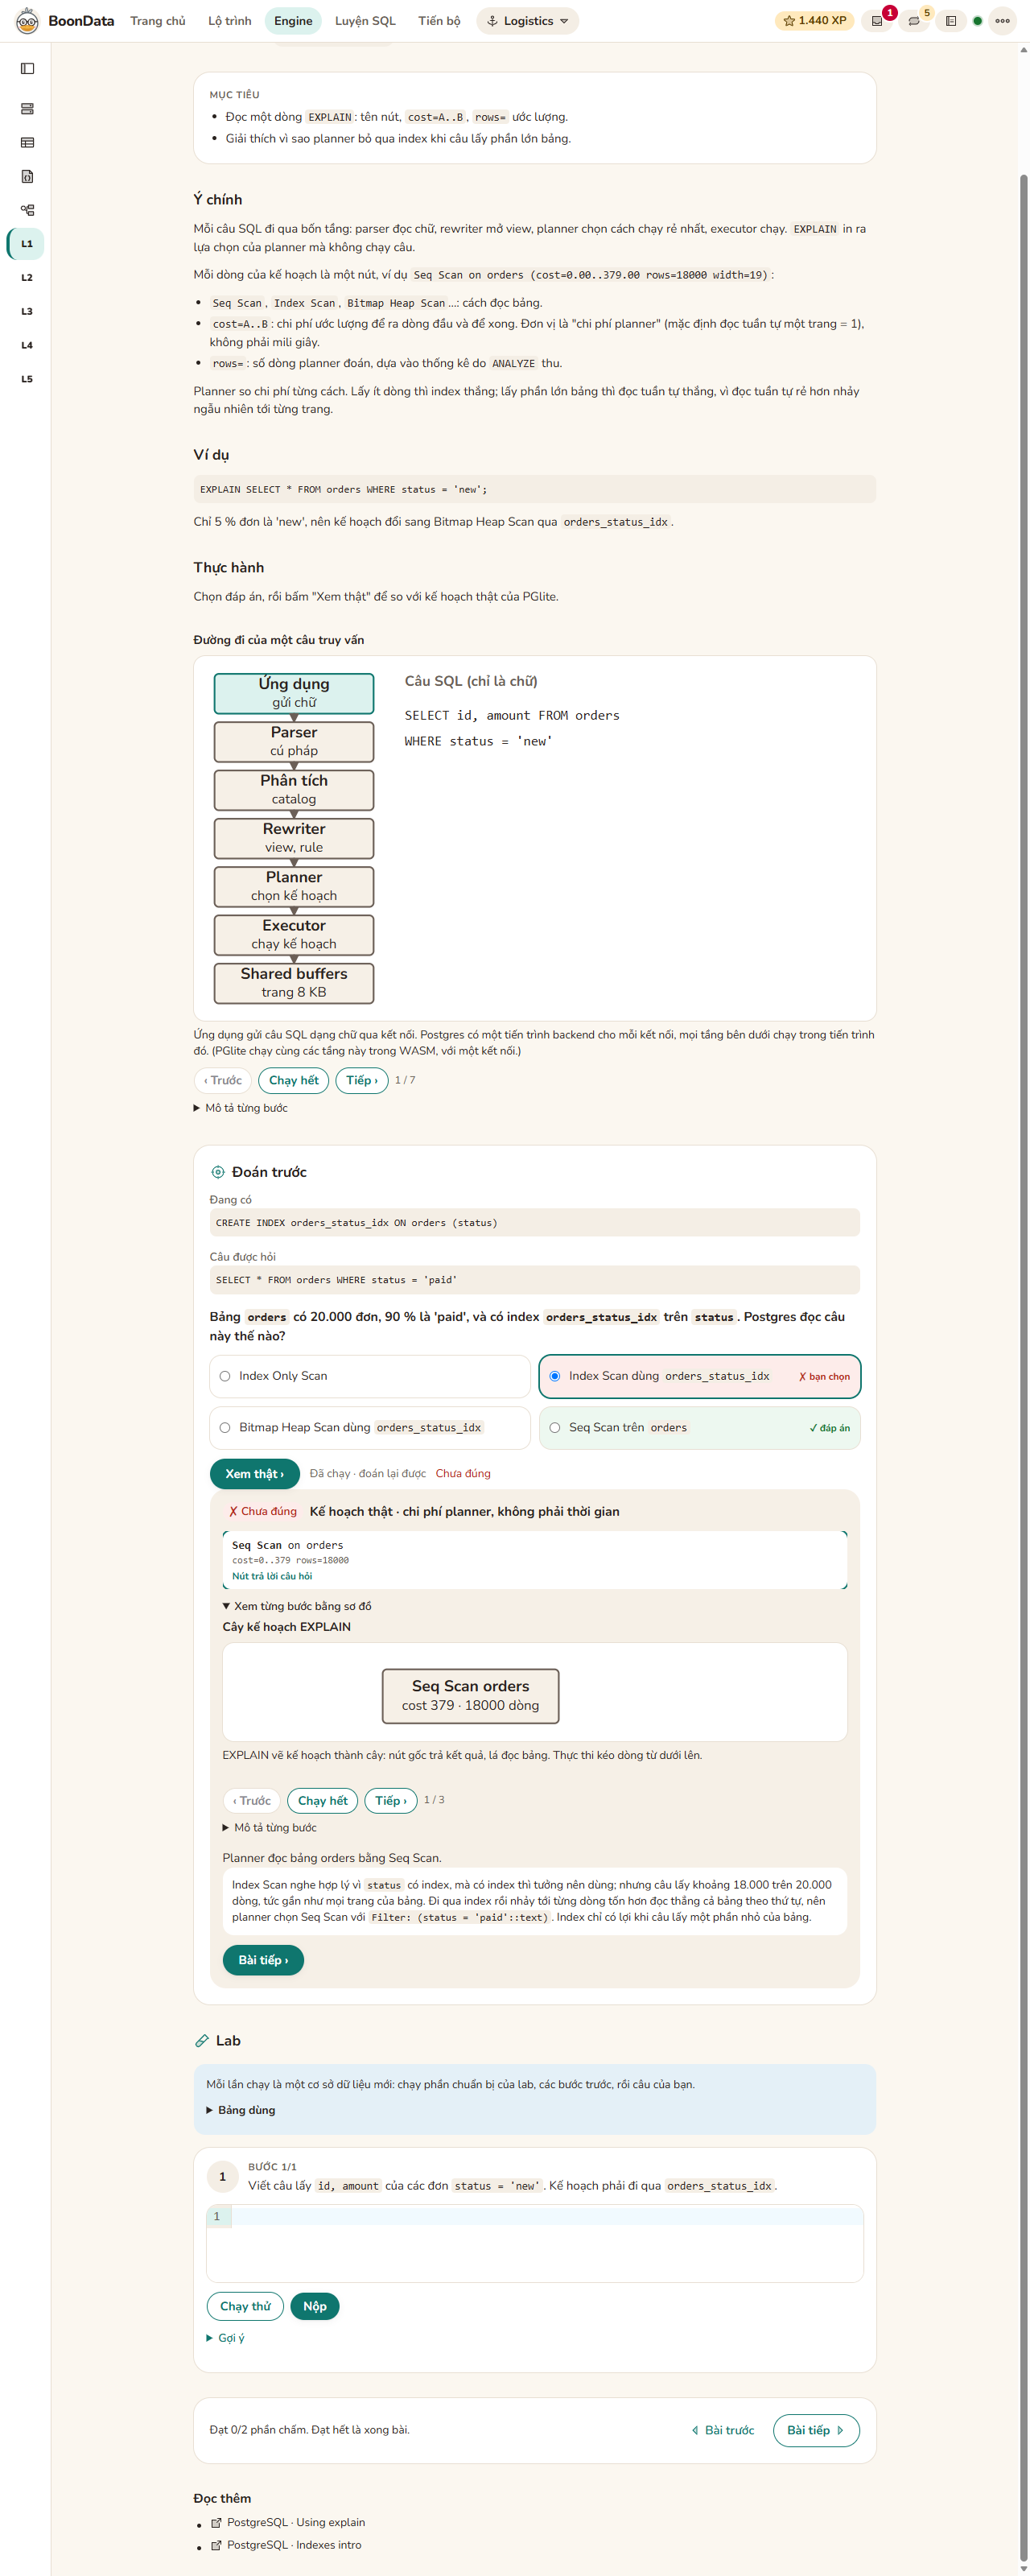 BoonData Trang chủ Lộ trình Engine Luyện SQL Tiến bộ Logistics 1.440 XP 1 5
L1
L2
L3
L4
L5
MỤC TIÊU
Đọc một dòng EXPLAIN: tên nút, cost=A..B, rows= ước lượng.
Giải thích vì sao planner bỏ qua index khi câu lấy phần lớn bảng.
Ý chính
Mỗi câu SQL đi qua bốn tầng: parser đọc chữ, rewriter mở view, planner chọn cách chạy rẻ nhất, executor chạy. EXPLAIN in ra
lựa chọn của planner mà không chạy câu.
Mỗi dòng của kế hoạch là một nút, ví dụ Seq Scan on orders (cost=0.00..379.00 rows=18000 width=19):
Seq Scan, Index Scan, Bitmap Heap Scan…: cách đọc bảng.
cost=A..B: chi phí ước lượng để ra dòng đầu và để xong. Đơn vị là "chi phí planner" (mặc định đọc tuần tự một trang = 1),
không phải mili giây.
rows=: số dòng planner đoán, dựa vào thống kê do ANALYZE thu.
Planner so chi phí từng cách. Lấy ít dòng thì index thắng; lấy phần lớn bảng thì đọc tuần tự thắng, vì đọc tuần tự rẻ hơn nhảy
ngẫu nhiên tới từng trang.
Ví dụ
EXPLAIN SELECT * FROM orders WHERE status = 'new';
Chỉ 5 % đơn là 'new', nên kế hoạch đổi sang Bitmap Heap Scan qua orders_status_idx.
Thực hành
Chọn đáp án, rồi bấm "Xem thật" để so với kế hoạch thật của PGlite.
Đường đi của một câu truy vấn
Ứng dụng
gửi chữ
Parser
cú pháp
Phân tích
catalog
Rewriter
view, rule
Planner
chọn kế hoạch
Executor
chạy kế hoạch
Shared buffers
trang 8 KB
Câu SQL (chỉ là chữ)
SELECT id, amount FROM orders
WHERE status = 'new'
Ứng dụng gửi câu SQL dạng chữ qua kết nối. Postgres có một tiến trình backend cho mỗi kết nối, mọi tầng bên dưới chạy trong tiến trình
đó. (PGlite chạy cùng các tầng này trong WASM, với một kết nối.)
‹ Trước Chạy hết Tiếp › 1 / 7
▶ Mô tả từng bước
Đoán trước
Đang có
CREATE INDEX orders_status_idx ON orders (status)
Câu được hỏi
SELECT * FROM orders WHERE status = 'paid'
Bảng orders có 20.000 đơn, 90 % là 'paid', và có index orders_status_idx trên status. Postgres đọc câu
này thế nào?
Index Only Scan
Index Scan dùng orders_status_idx ✗ bạn chọn
Bitmap Heap Scan dùng orders_status_idx
Seq Scan trên orders ✓ đáp án
Xem thật › Đã chạy · đoán lại được Chưa đúng
✗ Chưa đúng Kế hoạch thật · chi phí planner, không phải thời gian
Seq Scan on orders
cost=0..379 rows=18000
Nút trả lời câu hỏi
▼ Xem từng bước bằng sơ đồ
Cây kế hoạch EXPLAIN
Seq Scan orders
cost 379 · 18000 dòng
EXPLAIN vẽ kế hoạch thành cây: nút gốc trả kết quả, lá đọc bảng. Thực thi kéo dòng từ dưới lên.
‹ Trước Chạy hết Tiếp › 1 / 3
▶ Mô tả từng bước
Planner đọc bảng orders bằng Seq Scan.
Index Scan nghe hợp lý vì status có index, mà có index thì tưởng nên dùng; nhưng câu lấy khoảng 18.000 trên 20.000
dòng, tức gần như mọi trang của bảng. Đi qua index rồi nhảy tới từng dòng tốn hơn đọc thẳng cả bảng theo thứ tự, nên
planner chọn Seq Scan với Filter: (status = 'paid'::text). Index chỉ có lợi khi câu lấy một phần nhỏ của bảng.
Bài tiếp ›
Lab
Mỗi lần chạy là một cơ sở dữ liệu mới: chạy phần chuẩn bị của lab, các bước trước, rồi câu của bạn.
▶ Bảng dùng
1
BƯỚC 1/1
Viết câu lấy id, amount của các đơn status = 'new'. Kế hoạch phải đi qua orders_status_idx.
1
Chạy thử Nộp
▶ Gợi ý
Đạt 0/2 phần chấm. Đạt hết là xong bài. Bài trước Bài tiếp
Đọc thêm
PostgreSQL · Using explain
PostgreSQL · Indexes intro